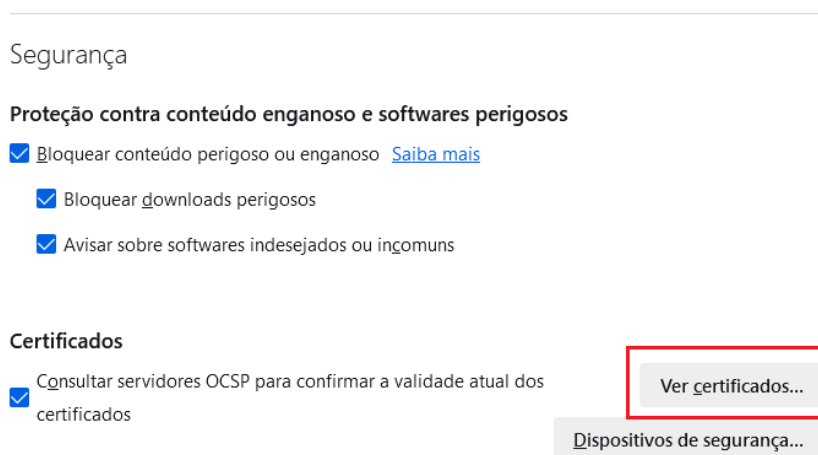 Segurança
Proteção contra conteúdo enganoso e softwares perigosos
Bloquear conteúdo perigoso ou enganoso Saiba mais
Bloquear downloads perigosos
Avisar sobre softwares indesejados ou incomuns
Certificados
Consultar servidores OCSP para confirmar a validade atual dos
certificados
Ver certificados...
Dispositivos de segurança...